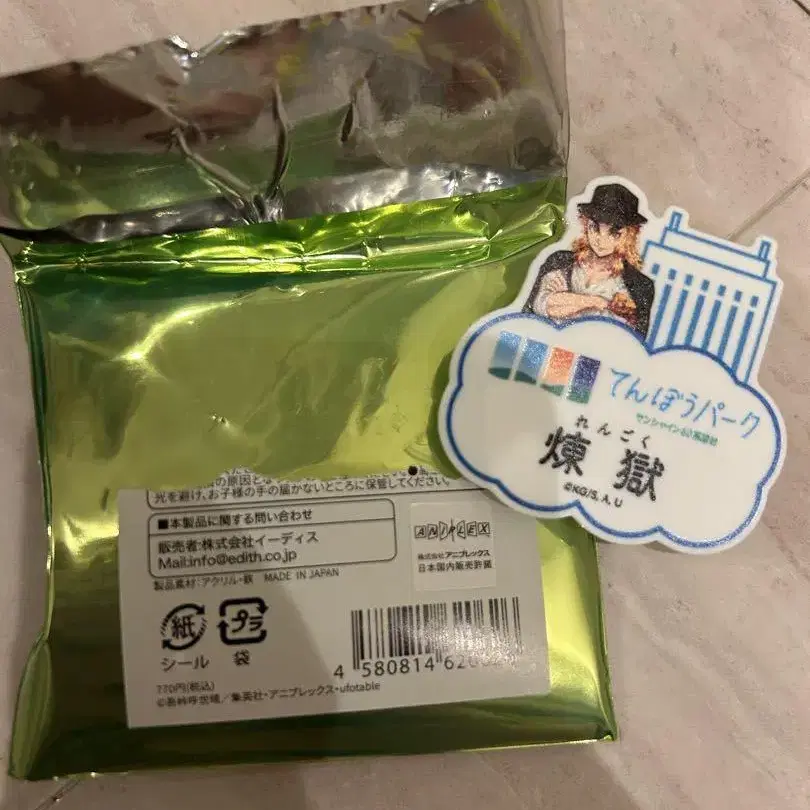 てんぼうパーク
サンシャイン60展望台
れんごく
煉獄
©KG/S, A, U
の原因とな
光を避け、お子様の手の届かないところに保管してください。
■本製品に関する問い合わせ
販売者:株式会社イーディス
Mail:info@edith.co.jp
製品素材:アクリル・鉄 MADE IN JAPAN
ANIPLEX
株式会社アニプレックス
日本国内販売許諾
紙
シール
プラ
袋
4 580814
770円(税込)
©吾峠呼世晴/集英社・アニプレックス・ufotable